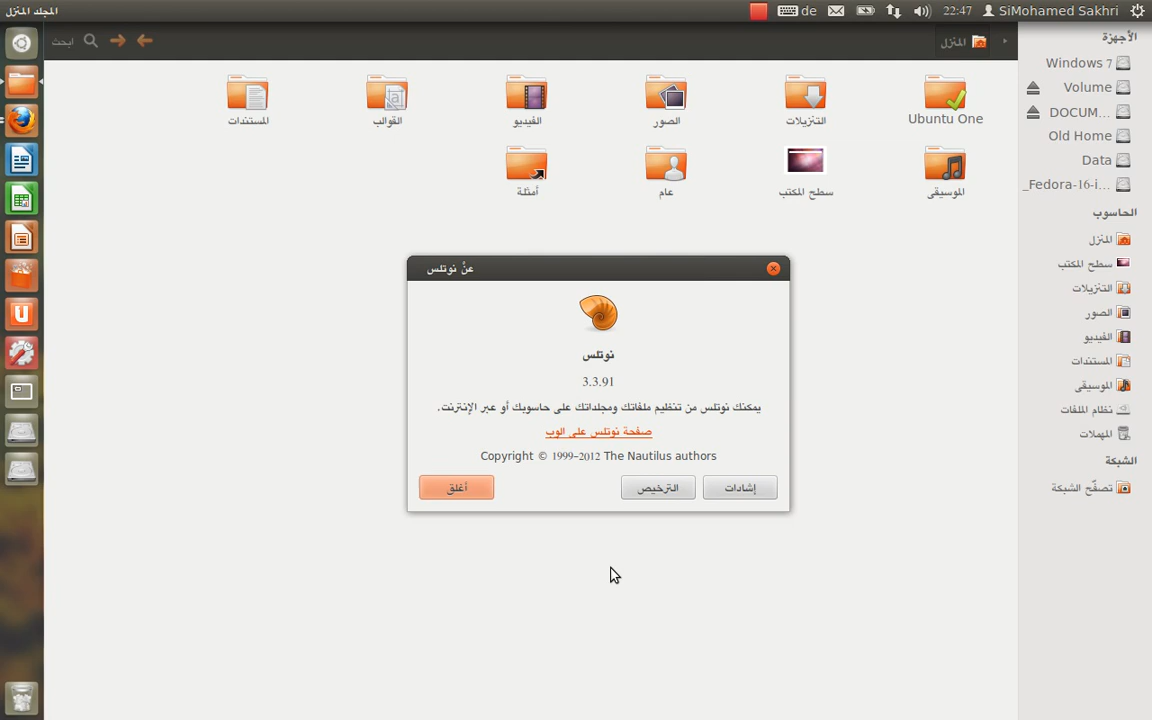 المجلد المنزل
de
22:47
SiMohamed Sakhri
المنزل
ابحث
Ubuntu One
التنزيلات
الصور
الفيديو
القوالب
المستندات
الموسيقى
سطح المكتب
عام
أمثلة
الأجهزة
Windows 7
Volume
DOCUM...
Old Home
Data
_Fedora-16-i...
الحاسوب
المنزل
سطح المكتب
التنزيلات
الصور
الفيديو
المستندات
الموسيقى
نظام الملفات
المهملات
الشبكة
تصفّح الشبكة
عنْ نوتلس
نوتلس
3.3.91
يمكنك نوتلس من تنظيم ملفاتك ومجلداتك على حاسوبك أو عبر الإنترنت.
صفحة نوتلس على الوب
Copyright © 1999–2012 The Nautilus authors
إشادات
الترخيص
أغلق